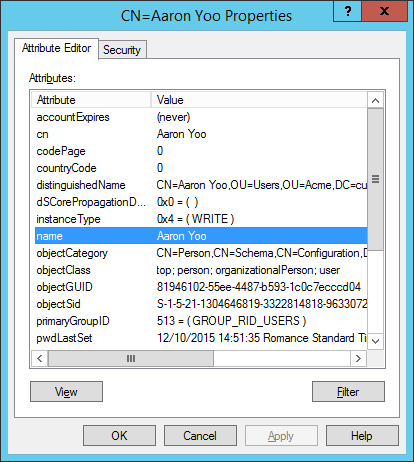 CN=Aaron Yoo Properties
? x
Attribute Editor Security
Attributes:
Attribute Value
accountExpires (never)
cn Aaron Yoo
codePage 0
countryCode 0
distinguishedName CN=Aaron Yoo,OU=Users,OU=Acme,DC=cu
dSCorePropagationD... 0x0 = ( )
instanceType 0x4 = ( WRITE )
name Aaron Yoo
objectCategory CN=Person,CN=Schema,CN=Configuration,D
objectClass top; person; organizationalPerson; user
objectGUID 81946102-55ee-4487-b593-1c0c7ecccd04
objectSid S-1-5-21-1304646819-3322814818-9633072
primaryGroupID 513 = ( GROUP_RID_USERS )
pwdLastSet 12/10/2015 14:51:35 Romance Standard Ti
View Filter
OK Cancel Apply Help